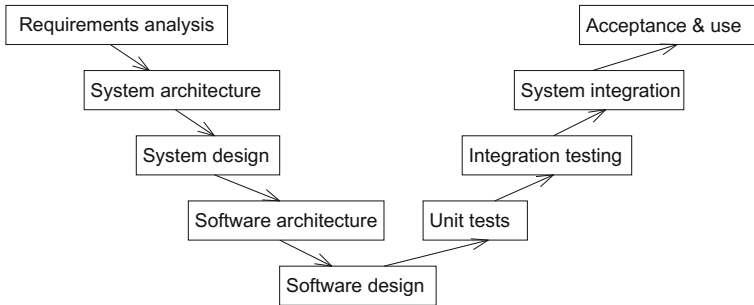 Requirements analysis
System architecture
System design
Software architecture
Software design
Unit tests
Integration testing
System integration
Acceptance & use